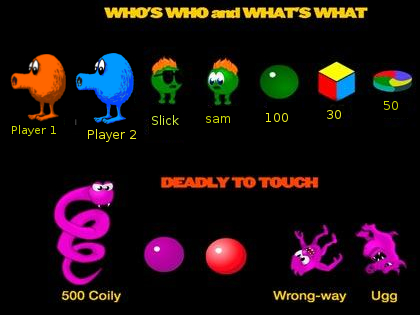 WHO'S WHO and WHAT'S WHAT
Player 1
Player 2
Slick
sam
100
30
50
DEADLY TO TOUCH
500 Coily
Wrong-way
Ugg